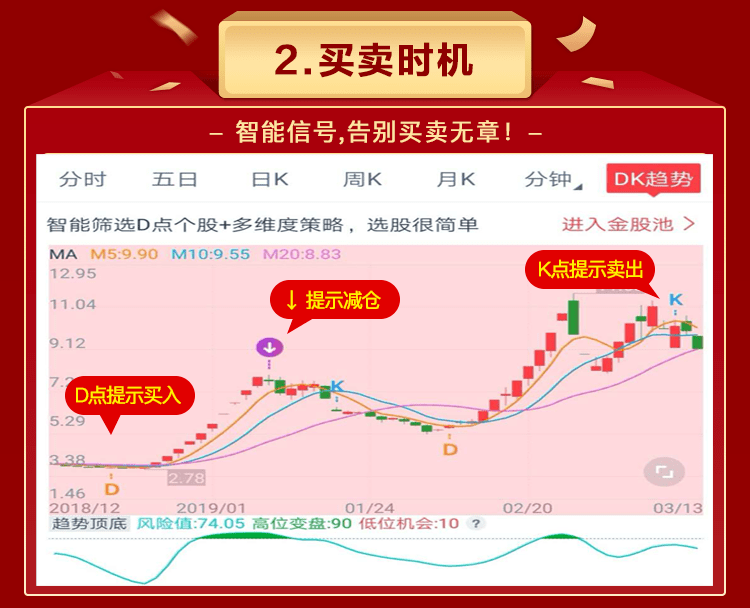 2.买卖时机
– 智能信号,告别买卖无章！–
分时 五日 日K 周K 月K 分钟 DK趋势
智能筛选D点个股+多维度策略，选股很简单 进入金股池 >
MA M5:9.90 M10:9.55 M20:8.83
K点提示卖出
12.95
↓ 提示减仓
K
11.04
9.12
D点提示买入
K
5.29
D
3.38
2.78
D
1.46
2018/12 2019/01 01/24 02/20 03/13
趋势顶底 风险值:74.05 高位变盘:90 低位机会:10 ?